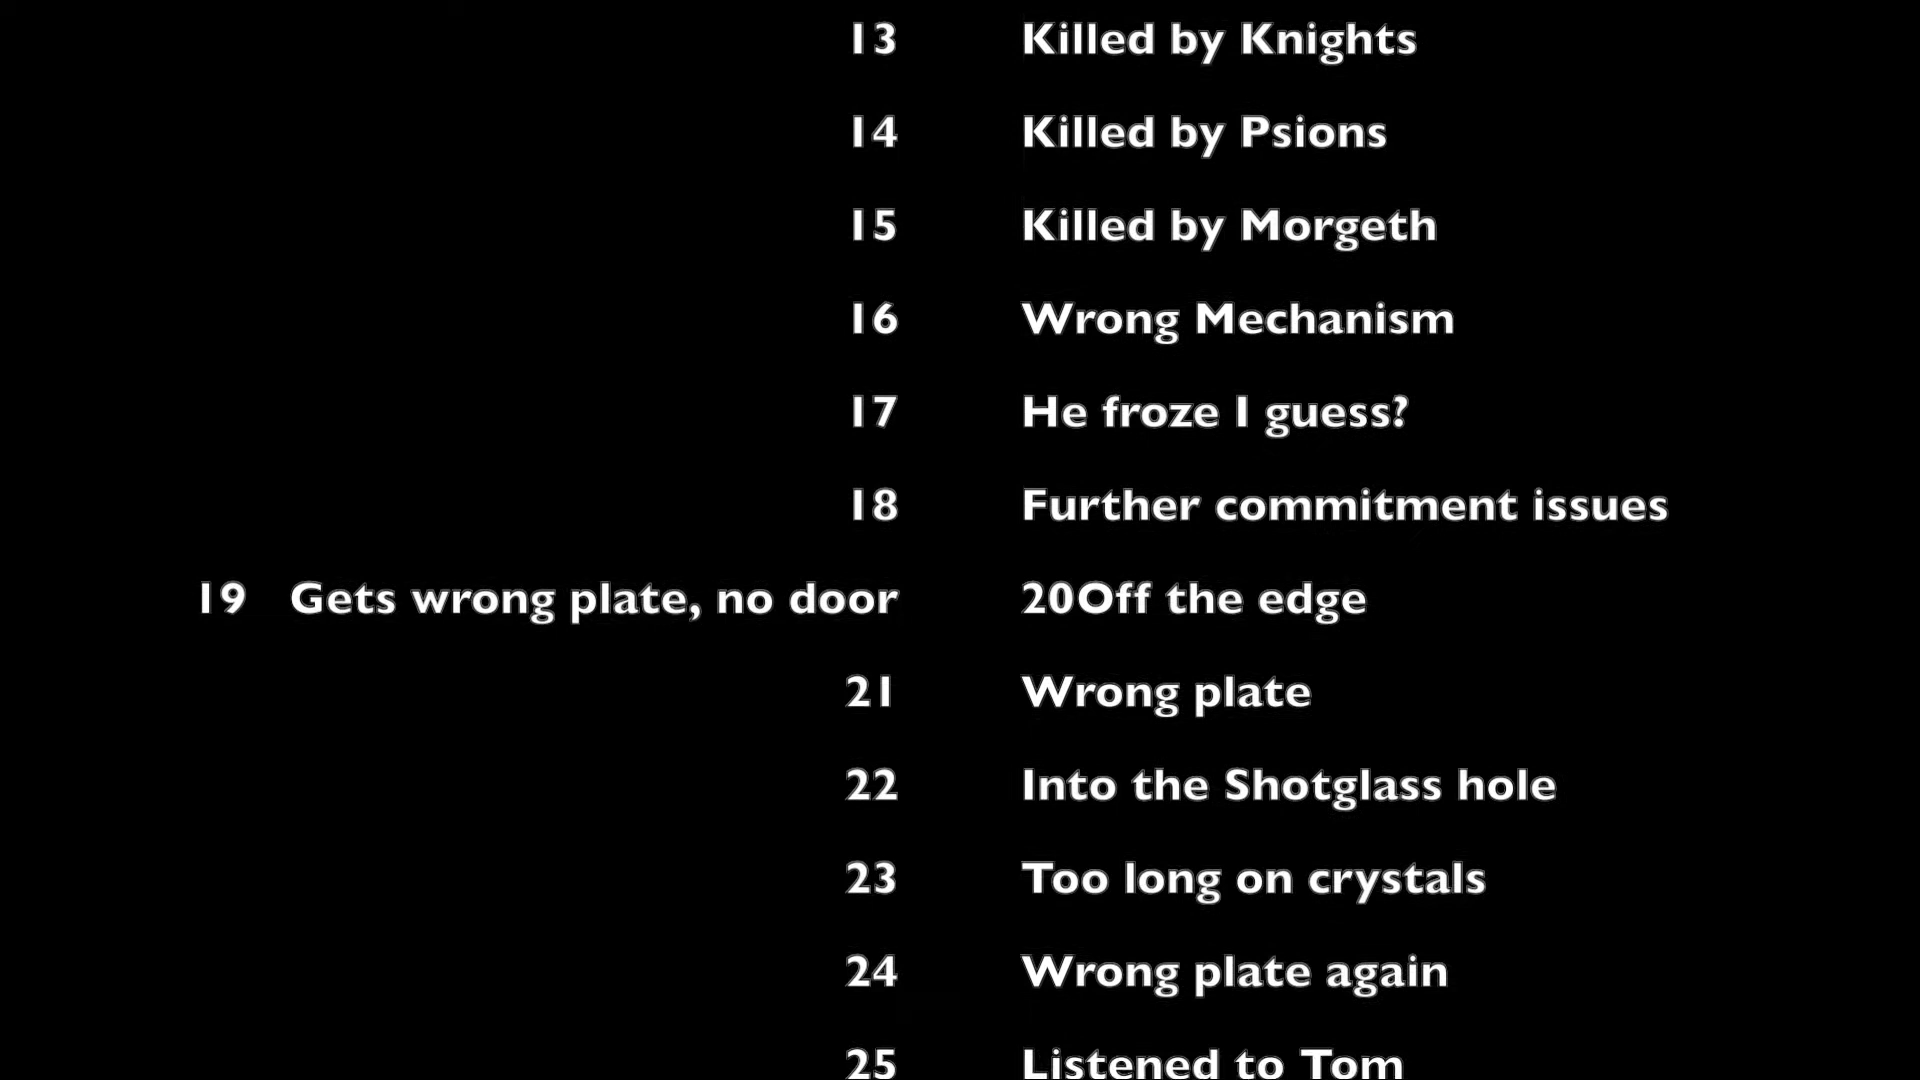 13 Killed by Knights
14 Killed by Psions
15 Killed by Morgeth
16 Wrong Mechanism
17 He froze I guess?
18 Further commitment issues
19 Gets wrong plate, no door 20Off the edge
21 Wrong plate
22 Into the Shotglass hole
23 Too long on crystals
24 Wrong plate again
25 Listened to Tom